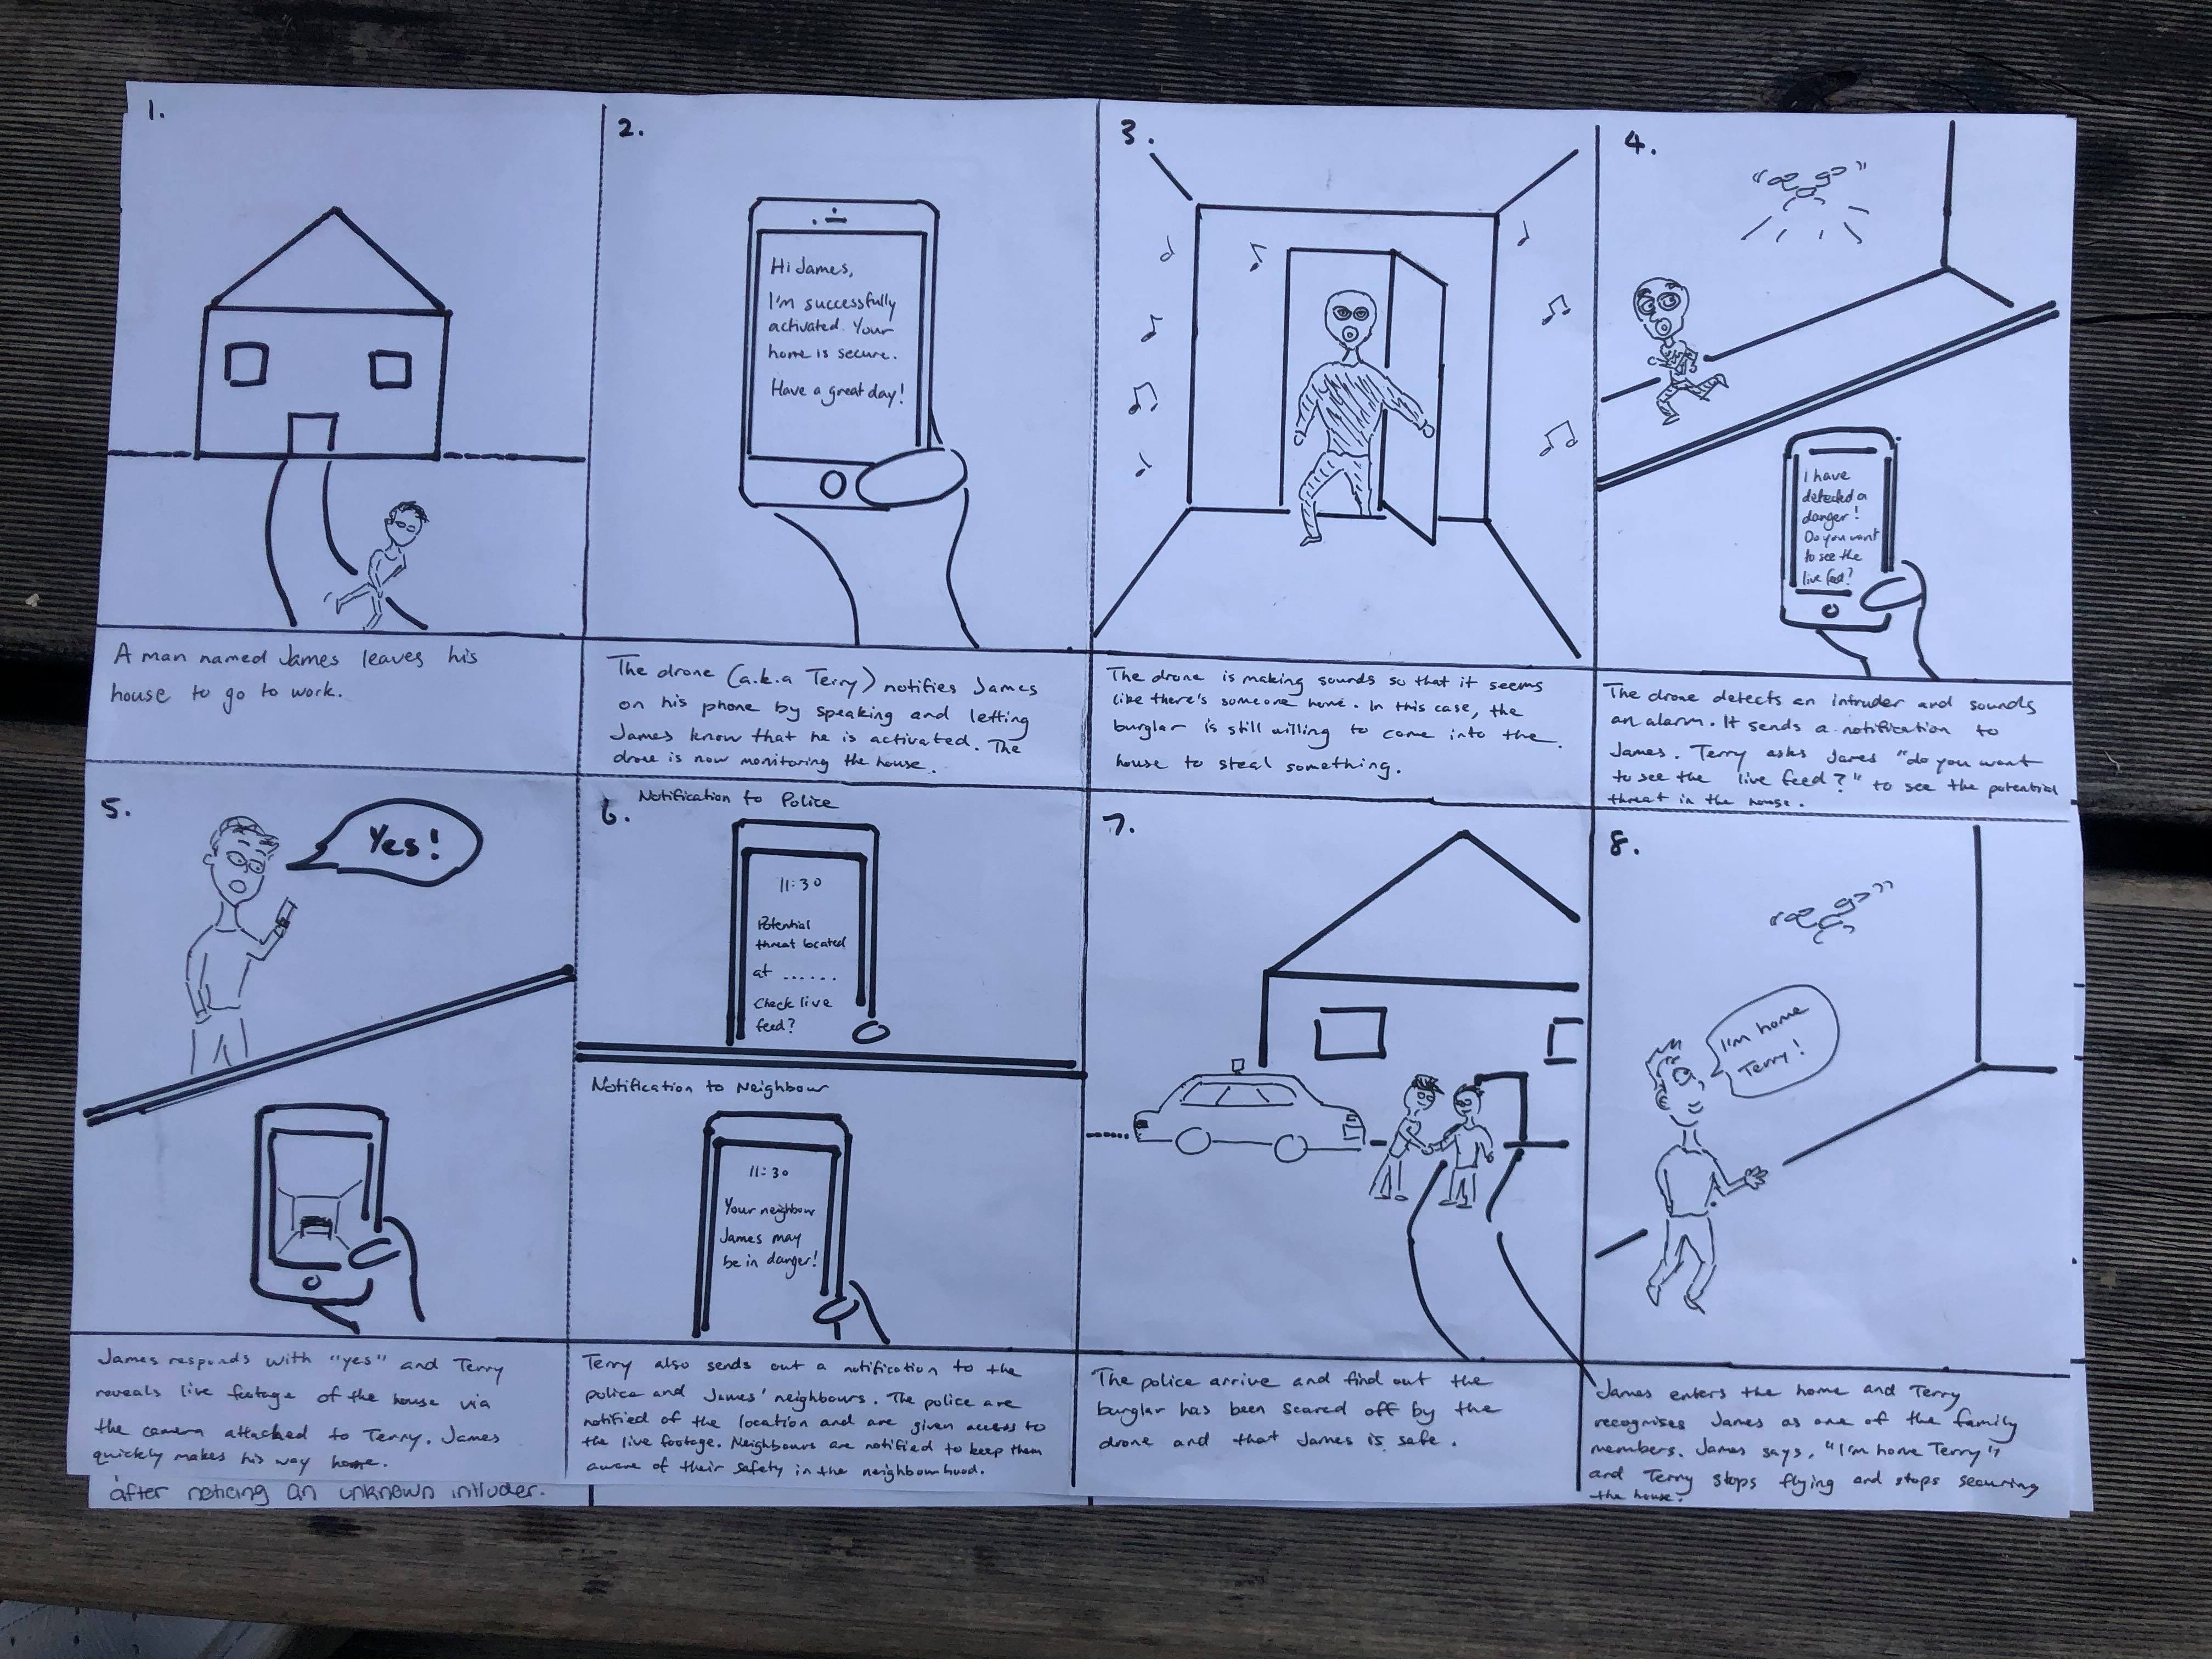 1.
A man named James leaves his
house to go to work.
2.
Hi James,
I'm successfully
activated. Your
home is secure.
Have a great day!
The drone (a.k.a Terry) notifies James
on his phone by speaking and letting
James know that he is activated. The
drone is now monitoring the house.
3.
The drone is making sounds so that it seems
like there's someone home. In this case, the
burglar is still willing to come into the
house to steal something.
4.
I have
detected a
danger!
Do you want
to see the
live feed?
The drone detects an intruder and sounds
an alarm. It sends a notification to
James. Terry asks James "do you want
to see the live feed?" to see the potential
threat in the house.
5.
Yes!
James responds with "yes" and Terry
reveals live footage of the house via
the camera attacked to Terry. James
quickly makes his way home.
after noticing an unknown intruder.
6.
Notification to Police
11:30
Potential
threat located
at ......
Check live
feed?
Notification to Neighbour
11:30
Your neighbour
James may
be in danger!
Terry also sends out a notification to the
police and James' neighbours. The police are
notified of the location and are given access to
the live footage. Neighbours are notified to keep them
aware of their safety in the neighbourhood.
7.
The police arrive and find out the
burglar has been scared off by the
drone and that James is safe.
8.
I'm home
Terry!
James enters the home and Terry
recognises James as one of the family
members. James says, "I'm home Terry"
and Terry stops flying and stops securing
the house.